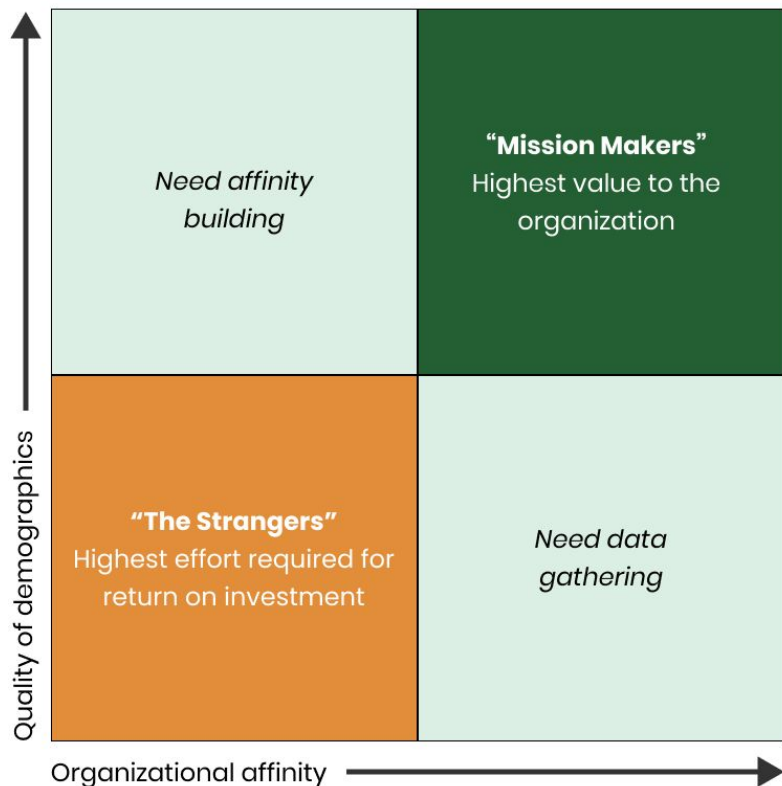 Need affinity
building
“Mission Makers”
Highest value to the
organization
“The Strangers”
Highest effort required for
return on investment
Need data
gathering
Quality of demographics
Organizational affinity